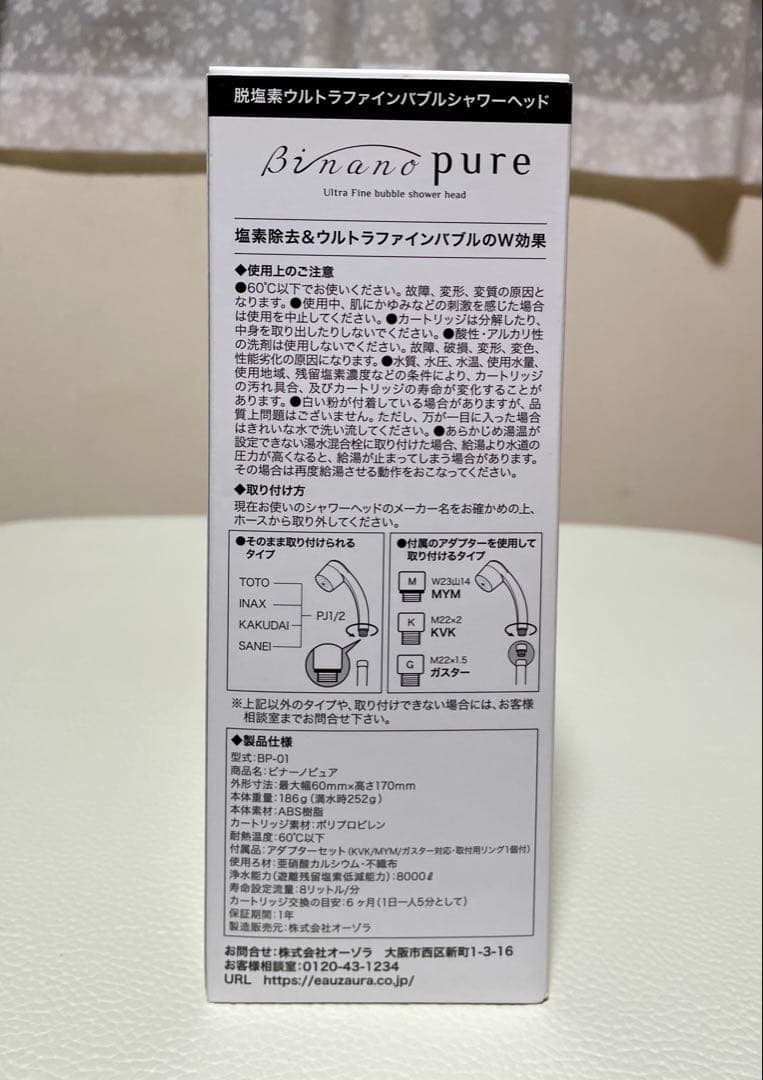 脱塩素ウルトラファインバブルシャワーヘッド
Binano pure
Ultra Fine bubble shower head
塩素除去&ウルトラファインバブルのW効果
◆使用上のご注意
●60℃以下でお使いください。故障、変形、変質の原因と
なります。●使用中、肌にかゆみなどの刺激を感じた場合
は使用を中止してください。●カートリッジは分解したり、
中身を取り出したりしないでください。●酸性・アルカリ性
の洗剤は使用しないでください。故障、破損、変形、変色、
性能劣化の原因になります。●水質、水圧、水温、使用水量、
使用地域、残留塩素濃度などの条件により、カートリッジ
の汚れ具合、及びカートリッジの寿命が変化することが
あります。●白い粉が付着している場合がありますが、品
質上問題はございません。ただし、万が一目に入った場合
はきれいな水で洗い流してください。●あらかじめ湯温が
設定できない湯水混合栓に取り付けた場合、給湯より水道の
圧力が高くなると、給湯が止まってしまう場合があります。
その場合は再度給湯させる動作をおこなってください。
◆取り付け方
現在お使いのシャワーヘッドのメーカー名をお確かめの上、
ホースから取り外してください。
●そのまま取り付けられる
タイプ
TOTO
INAX
KAKUDAI
SANEI
PJ1/2
●付属のアダプターを使用して
取り付けるタイプ
M W23山14
MYM
K M22×2
KVK
G M22×1.5
ガスター
※上記以外のタイプや、取り付けできない場合には、お客様
相談室までお問合せ下さい。
◆製品仕様
型式:BP-01
商品名:ビナーノピュア
外形寸法:最大幅60mm×高さ170mm
本体重量:186g(満水時252g)
本体素材:ABS樹脂
カートリッジ素材:ポリプロピレン
耐熱温度:60℃以下
付属品:アダプターセット(KVK/MYM/ガスター対応・取付用リング1個付)
使用ろ材:亜硝酸カルシウム・不織布
浄水能力(遊離残留塩素低減能力):8000ℓ
寿命設定流量:8リットル/分
カートリッジ交換の目安:6ヶ月(1日一人5分として)
保証期間:1年
製造販売元:株式会社オーゾラ
お問合せ:株式会社オーゾラ 大阪市西区新町1-3-16
お客様相談室:0120-43-1234
URL https://eauzaura.co.jp/